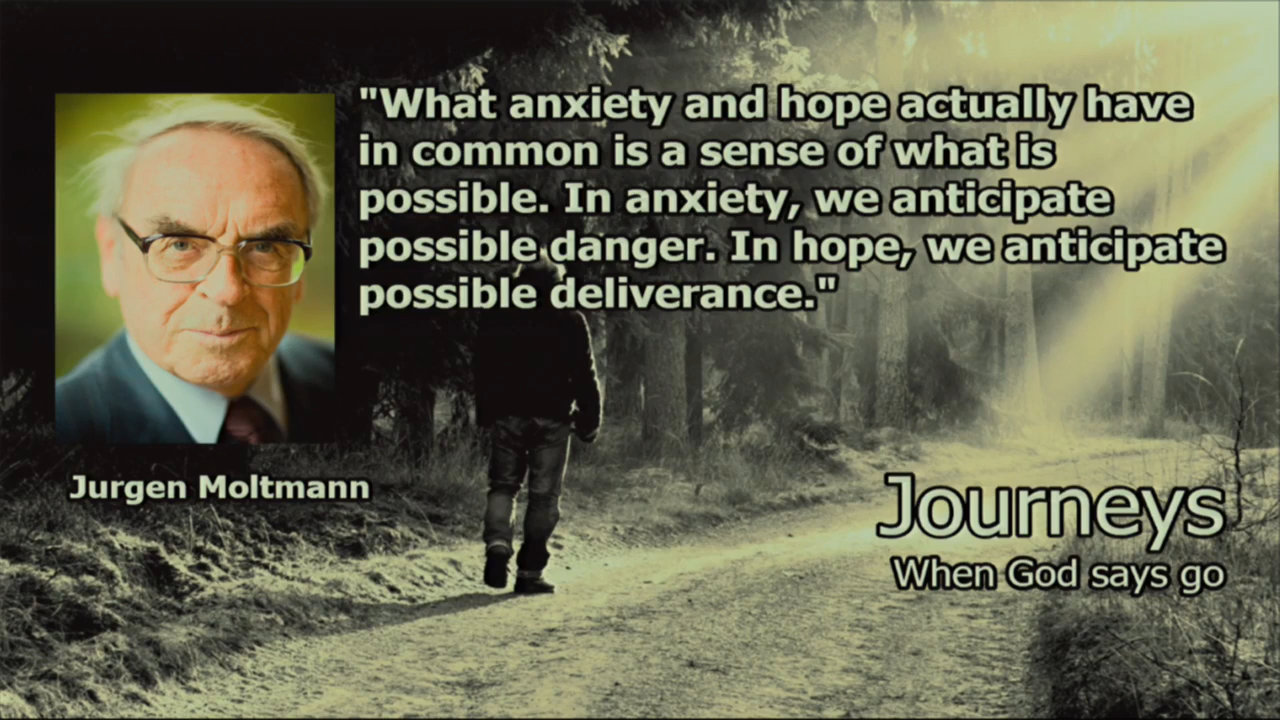 "What anxiety and hope actually have
in common is a sense of what is
possible. In anxiety, we anticipate
possible danger. In hope, we anticipate
possible deliverance."
Jurgen Moltmann
Journeys
When God says go